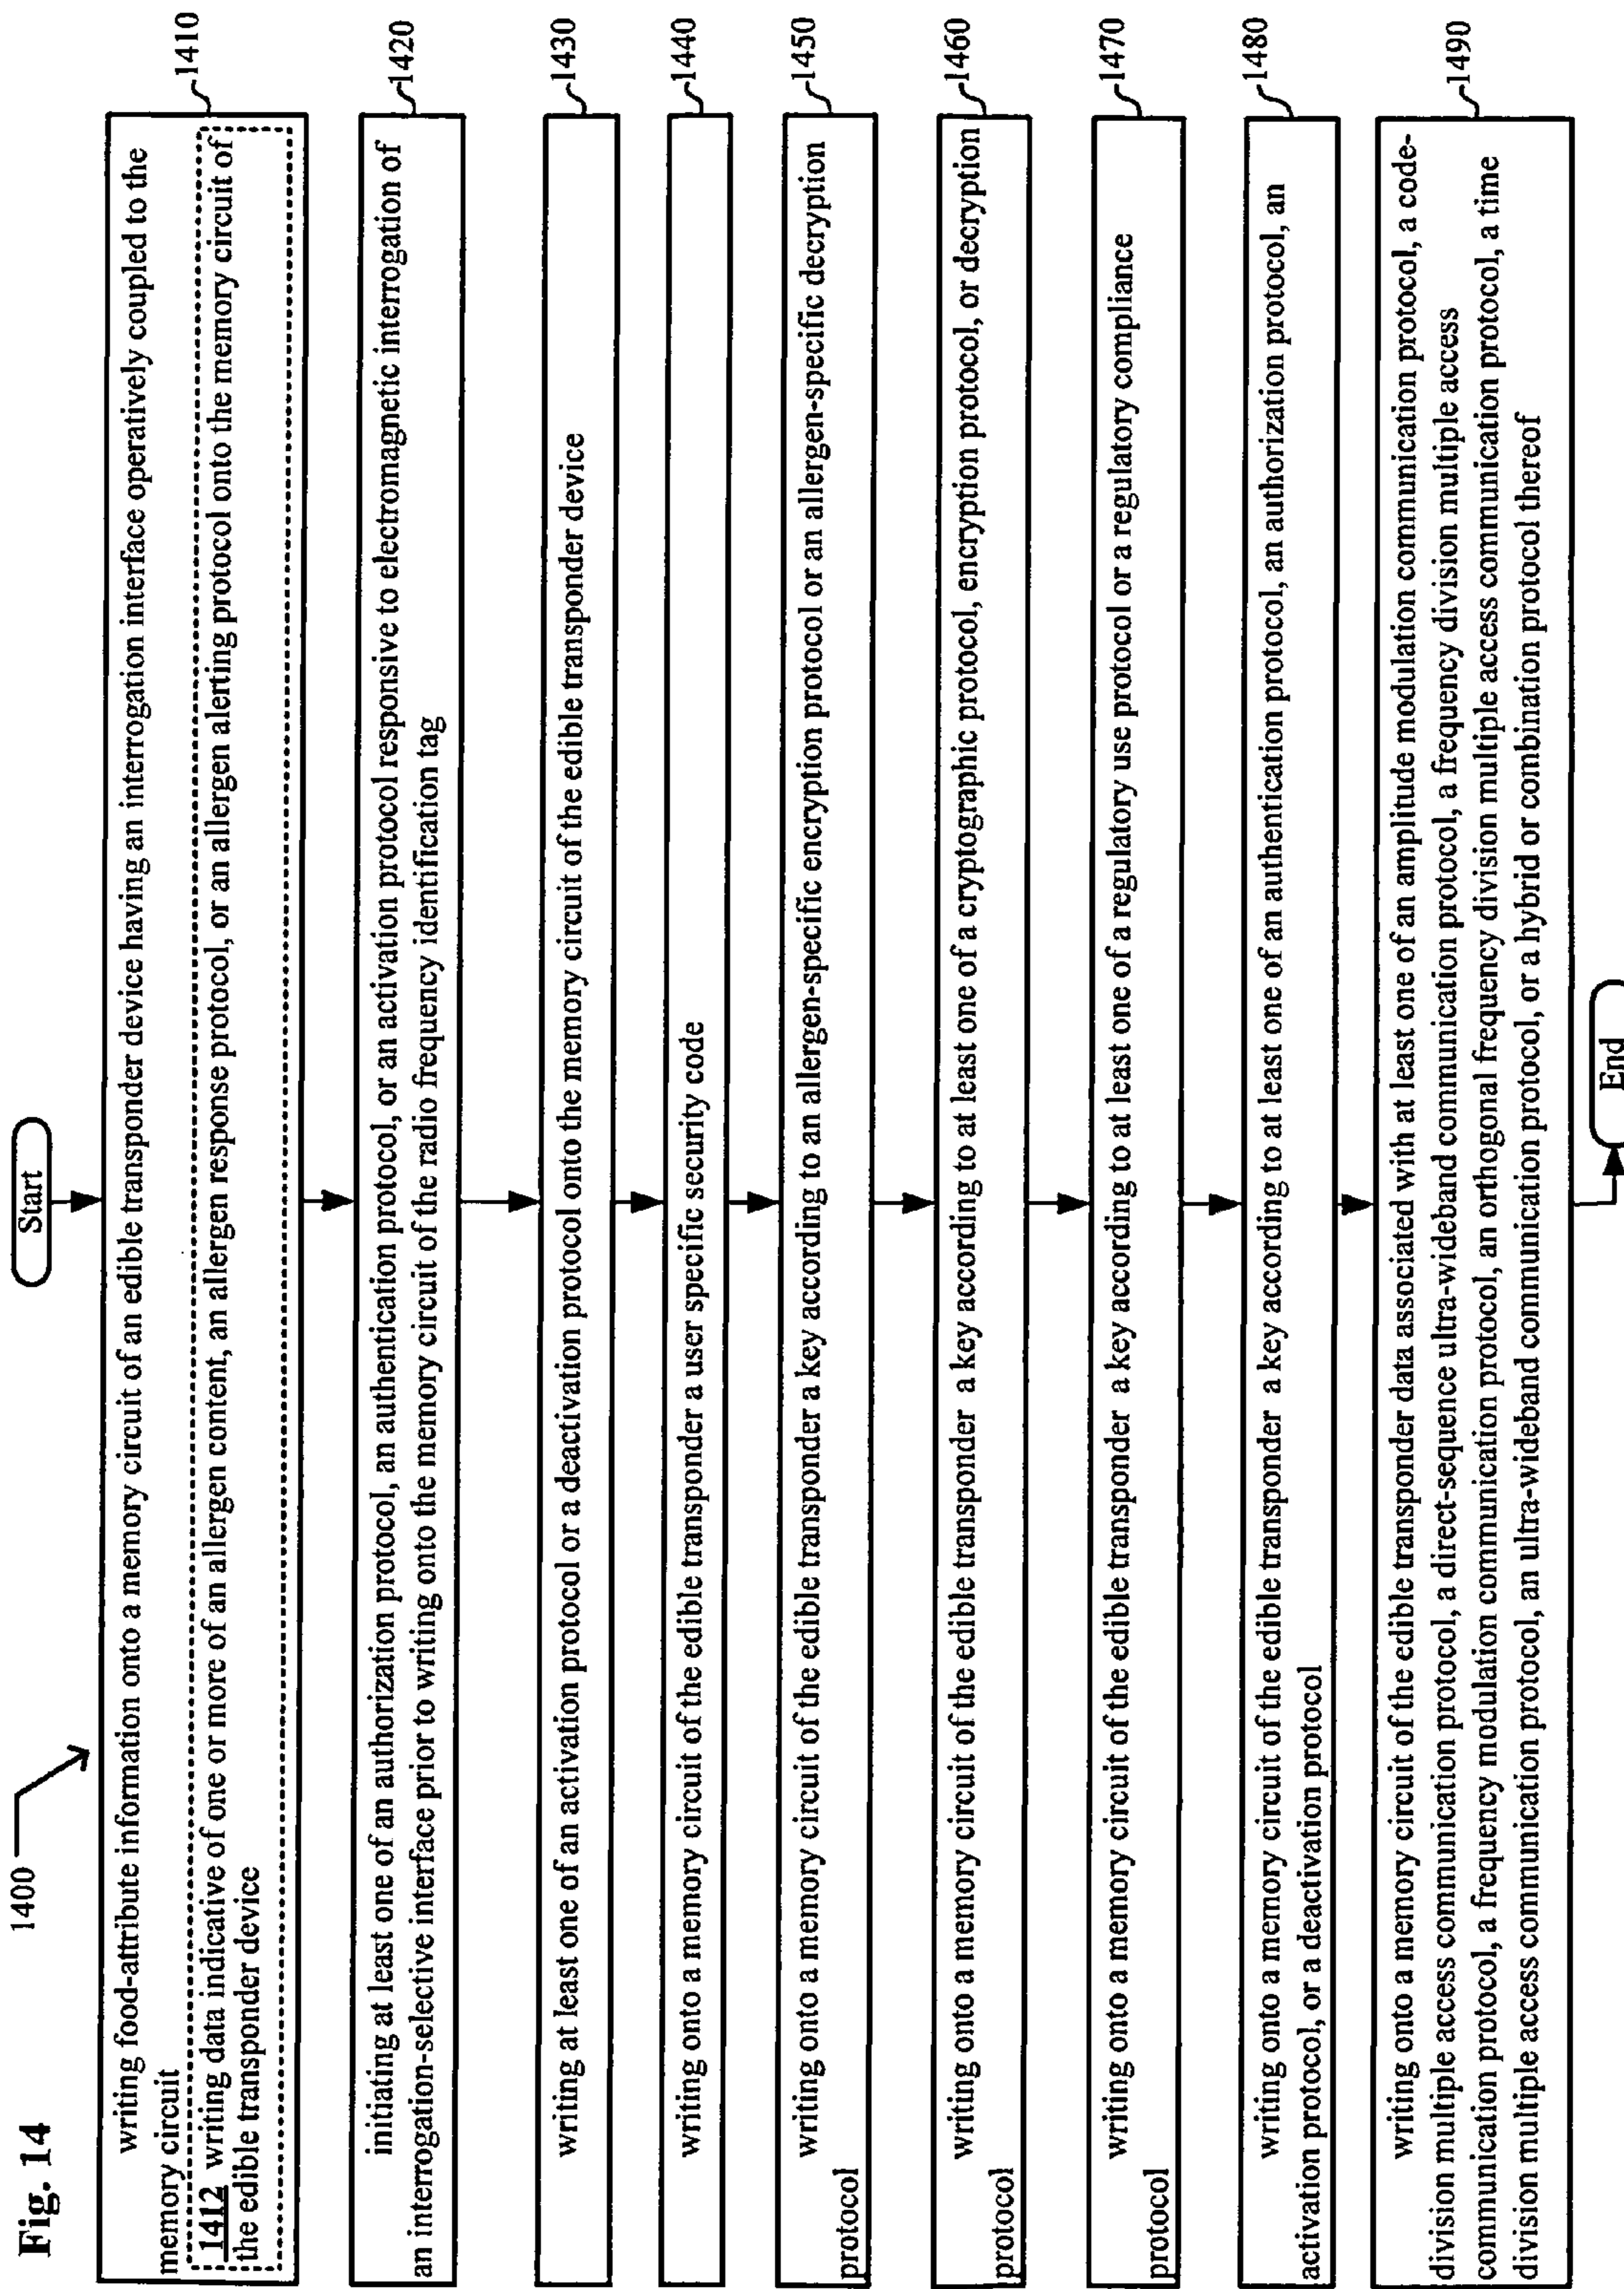 Fig. 14
1400
Start
writing food-attribute information onto a memory circuit of an edible transponder device having an interrogation interface operatively coupled to the
memory circuit
1412 writing data indicative of one or more of an allergen content, an allergen response protocol, or an allergen alerting protocol onto the memory circuit of
the edible transponder device
1410
initiating at least one of an authorization protocol, an authentication protocol, or an activation protocol responsive to electromagnetic interrogation of
an interrogation-selective interface prior to writing onto the memory circuit of the radio frequency identification tag
1420
writing at least one of an activation protocol or a deactivation protocol onto the memory circuit of the edible transponder device
1430
writing onto a memory circuit of the edible transponder a user specific security code
1440
writing onto a memory circuit of the edible transponder a key according to an allergen-specific encryption protocol or an allergen-specific decryption
protocol
1450
writing onto a memory circuit of the edible transponder a key according to at least one of a cryptographic protocol, encryption protocol, or decryption
protocol
1460
writing onto a memory circuit of the edible transponder a key according to at least one of a regulatory use protocol or a regulatory compliance
protocol
1470
writing onto a memory circuit of the edible transponder a key according to at least one of an authentication protocol, an authorization protocol, an
activation protocol, or a deactivation protocol
1480
writing onto a memory circuit of the edible transponder data associated with at least one of an amplitude modulation communication protocol, a code-
division multiple access communication protocol, a direct-sequence ultra-wideband communication protocol, a frequency division multiple access
communication protocol, a frequency modulation communication protocol, an orthogonal frequency division multiple access communication protocol, a time
division multiple access communication protocol, an ultra-wideband communication protocol, or a hybrid or combination protocol thereof
1490
End